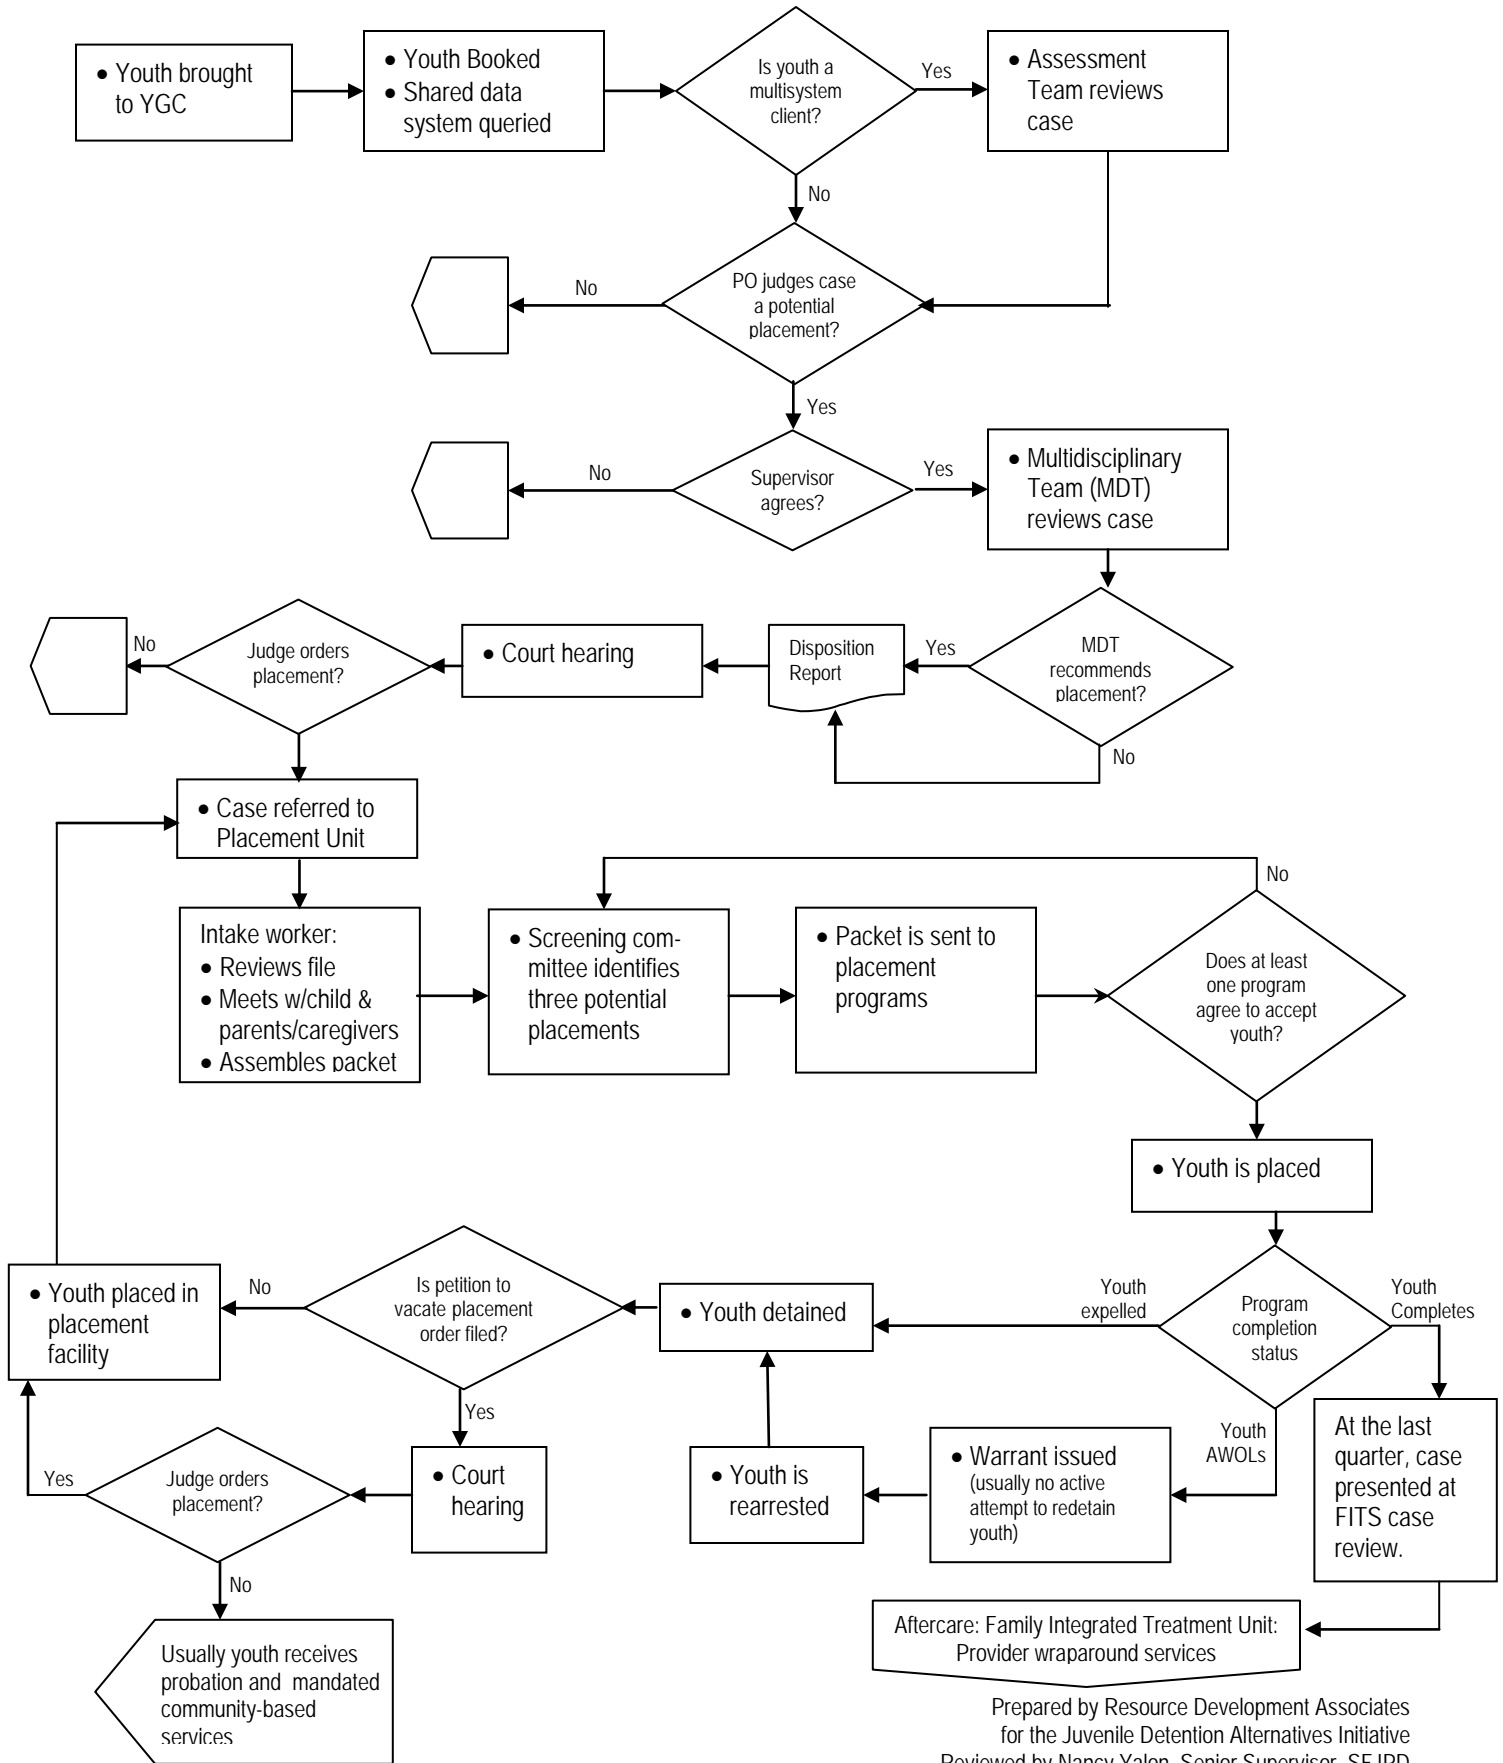 • Youth brought
to YGC
• Youth Booked
• Shared data
system queried
Is youth a
multisystem
client?
Yes
• Assessment
Team reviews
case
No
PO judges case
a potential
placement?
No
Yes
Supervisor
agrees?
No
Yes
• Multidisciplinary
Team (MDT)
reviews case
MDT
recommends
placement?
Yes
No
Disposition
Report
• Court hearing
Judge orders
placement?
No
• Case referred to
Placement Unit
Intake worker:
• Reviews file
• Meets w/child &
parents/caregivers
• Assembles packet
• Screening com-
mittee identifies
three potential
placements
• Packet is sent to
placement
programs
Does at least
one program
agree to accept
youth?
No
• Youth is placed
Program
completion
status
Youth
expelled
Youth
Completes
Youth
AWOLs
• Youth detained
Is petition to
vacate placement
order filed?
No
Yes
• Youth placed in
placement
facility
• Court
hearing
Judge orders
placement?
Yes
No
Usually youth receives
probation and mandated
community-based
services
• Youth is
rearrested
• Warrant issued
(usually no active
attempt to redetain
youth)
At the last
quarter, case
presented at
FITS case
review.
Aftercare: Family Integrated Treatment Unit:
Provider wraparound services
Prepared by Resource Development Associates
for the Juvenile Detention Alternatives Initiative
Reviewed by Nancy Yalon, Senior Supervisor, SFJPD